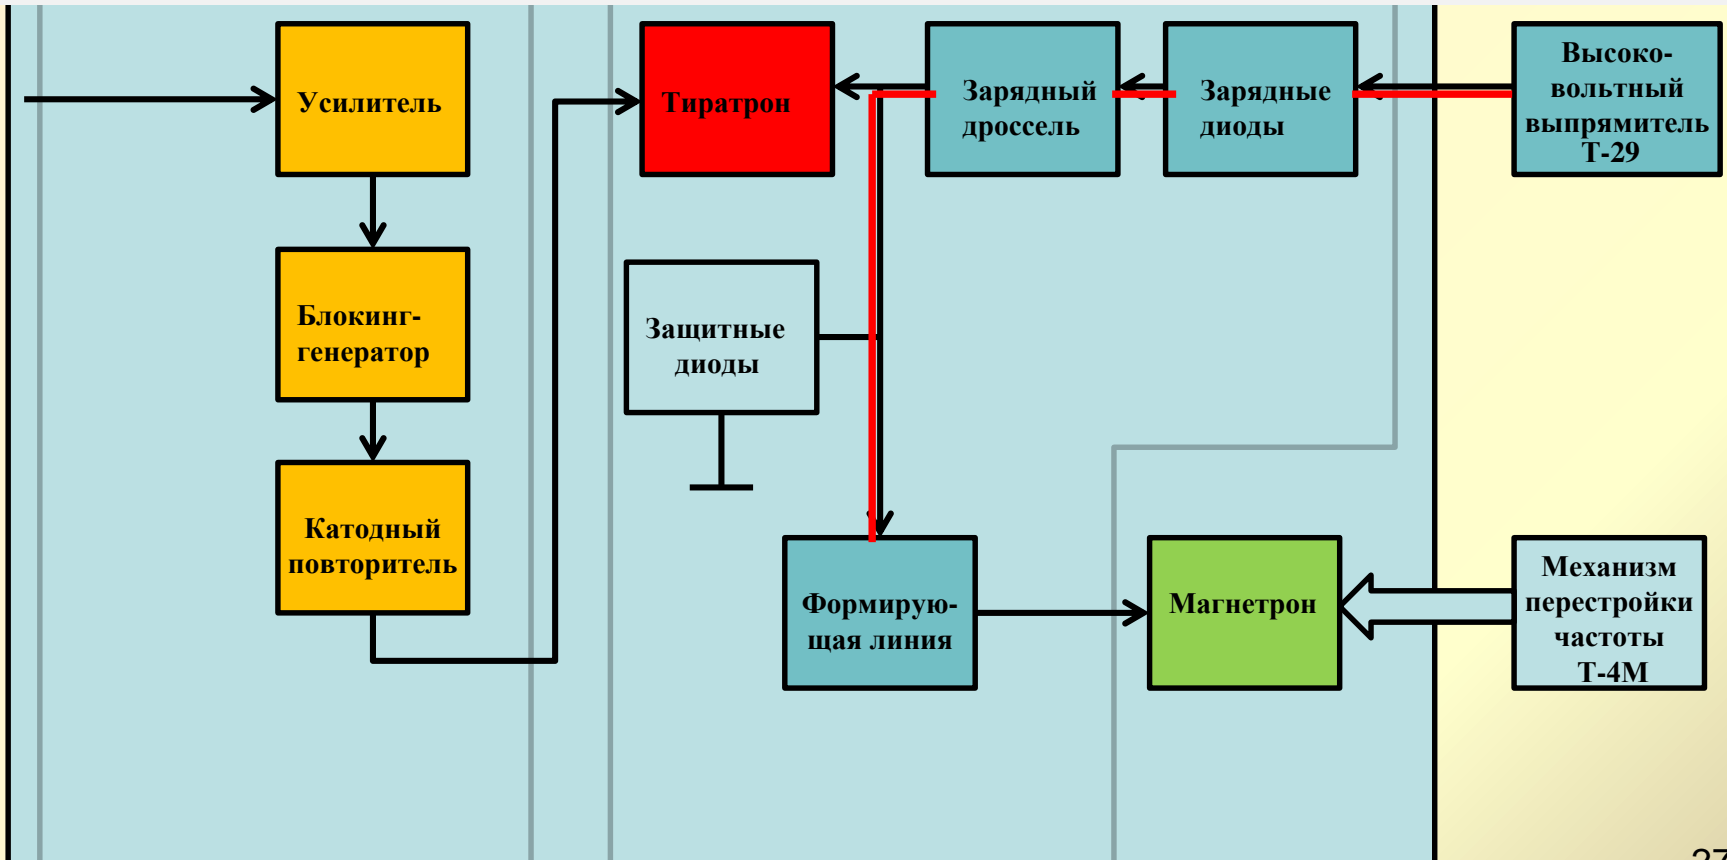 Усилитель
Тиратрон
Зарядный
дроссель
Зарядные
диоды
Высоко-
вольтный
выпрямитель
Т-29
Блокинг-
генератор
Защитные
диоды
Катодный
повторитель
Формирую-
щая линия
Магнетрон
Механизм
перестройки
частоты
Т-4М